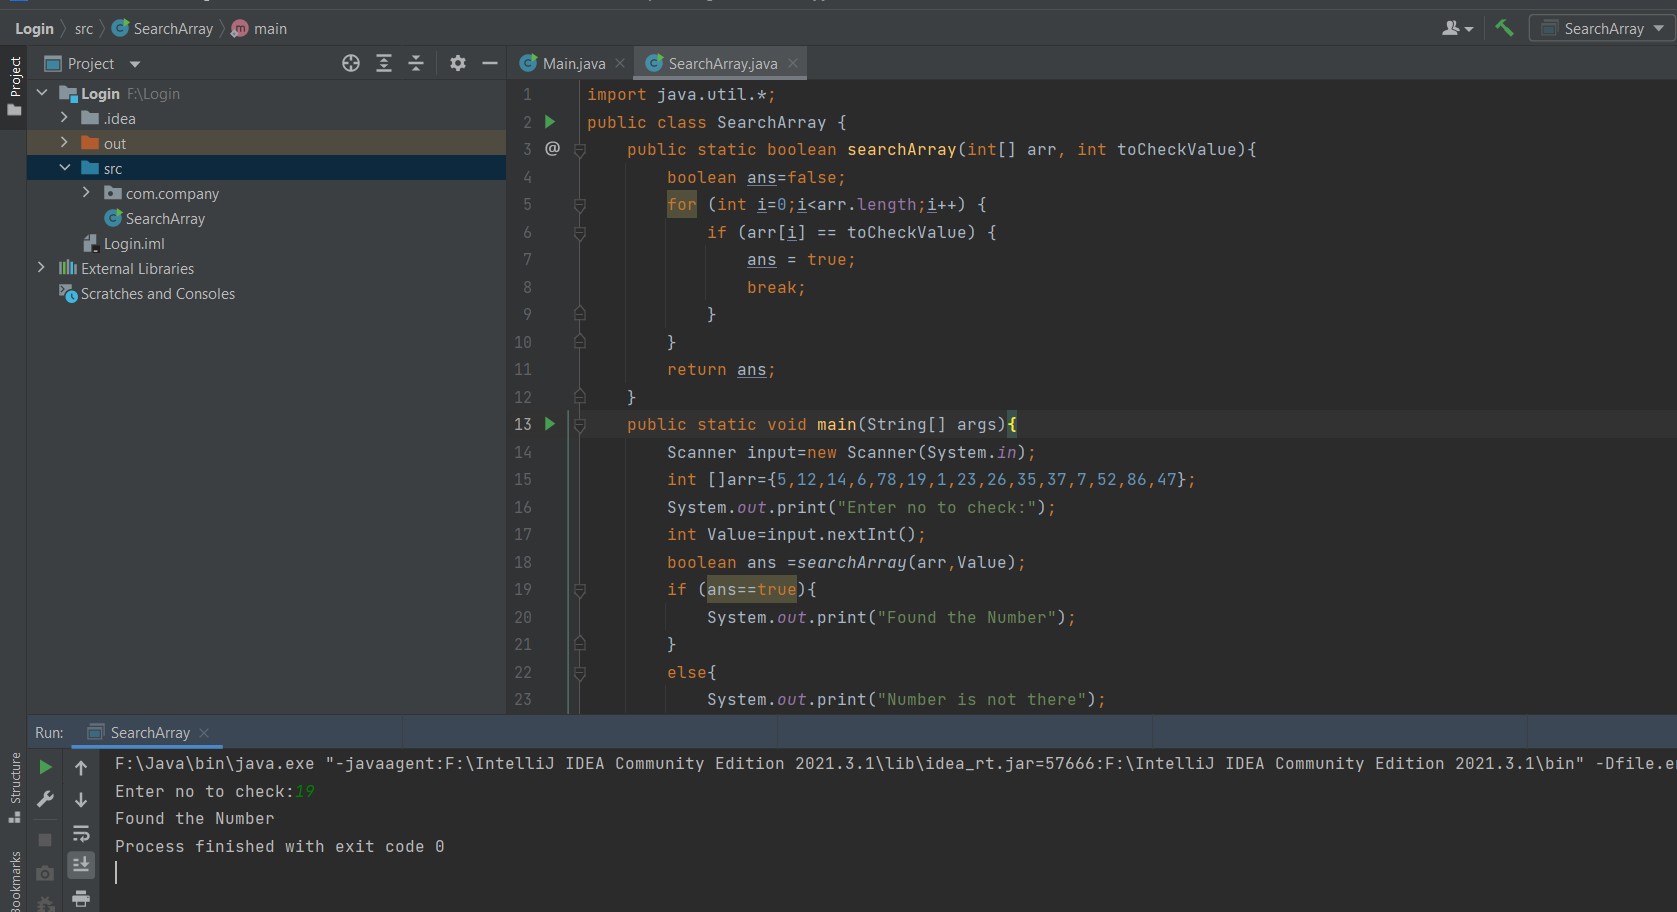 Login src SearchArray main
SearchArray
Project
Project
Main.java
SearchArray.java
Login F:\Login
.idea
out
src
com.company
SearchArray
Login.iml
External Libraries
Scratches and Consoles
1 import java.util.*;
2 public class SearchArray {
3 @ public static boolean searchArray(int[] arr, int toCheckValue){
4 boolean ans=false;
5 for (int i=0;i<arr.length;i++) {
6 if (arr[i] == toCheckValue) {
7 ans = true;
8 break;
9 }
10 }
11 return ans;
12 }
13 public static void main(String[] args){
14 Scanner input=new Scanner(System.in);
15 int []arr={5,12,14,6,78,19,1,23,26,35,37,7,52,86,47};
16 System.out.print("Enter no to check:");
17 int Value=input.nextInt();
18 boolean ans =searchArray(arr,Value);
19 if (ans==true){
20 System.out.print("Found the Number");
21 }
22 else{
23 System.out.print("Number is not there");
Run: SearchArray
F:\Java\bin\java.exe "-javaagent:F:\IntelliJ IDEA Community Edition 2021.3.1\lib\idea_rt.jar=57666:F:\IntelliJ IDEA Community Edition 2021.3.1\bin" -Dfile.en
Enter no to check:19
Found the Number
Process finished with exit code 0
Structure
Bookmarks